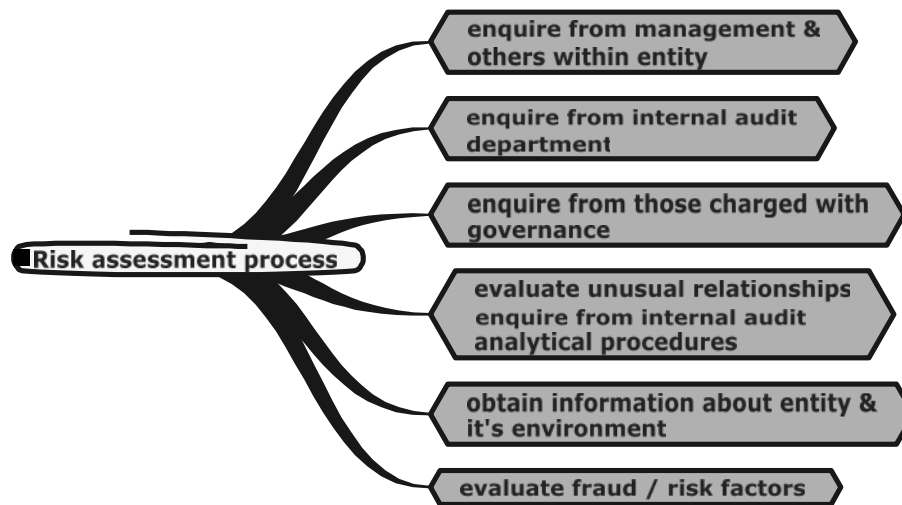 enquire from management &
others within entity
enquire from internal audit
department
enquire from those charged with
governance
Risk assessment process
evaluate unusual relationships
enquire from internal audit
analytical procedures
obtain information about entity &
it's environment
evaluate fraud / risk factors